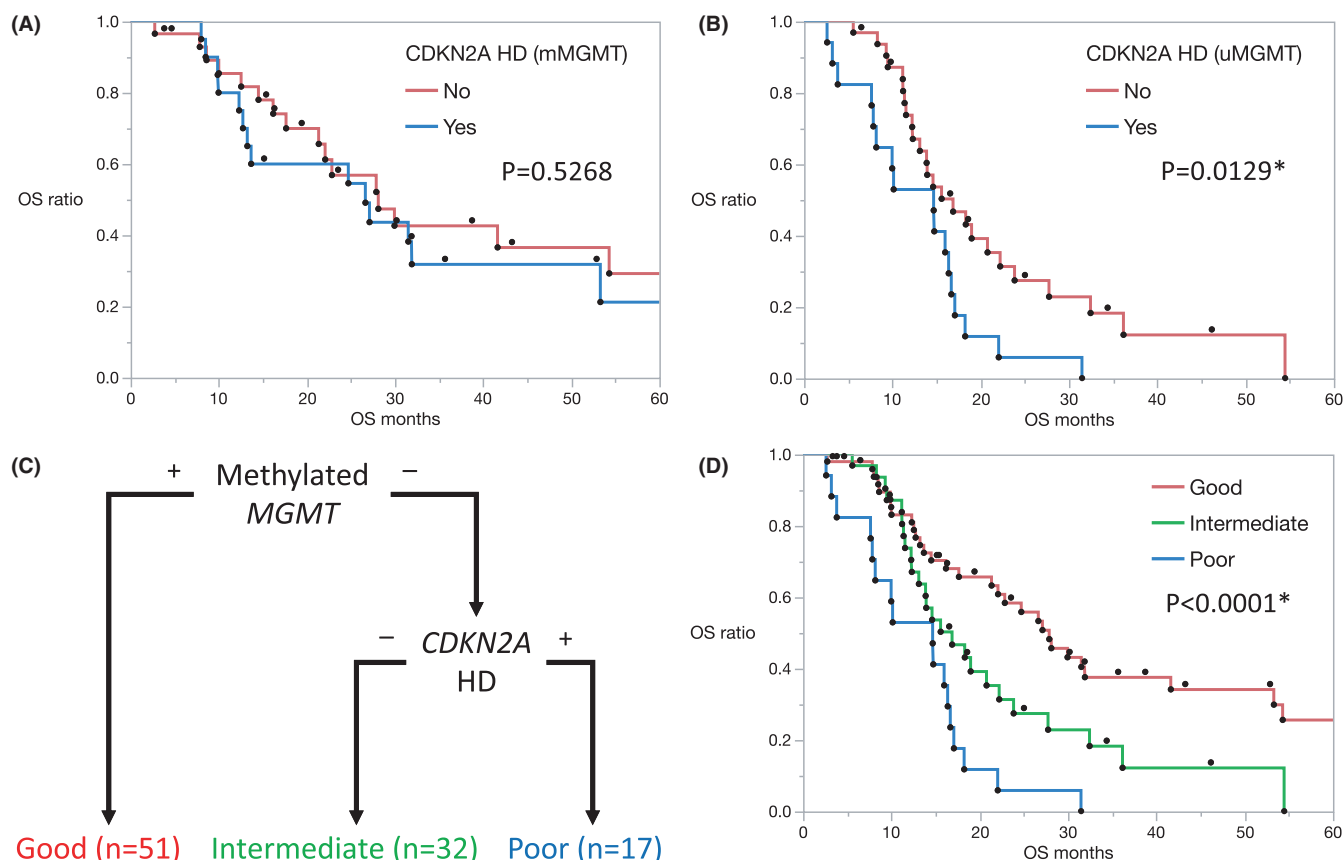 (A)
CDKN2A HD (mMGMT)
No
Yes
P=0.5268
OS ratio
1.0
0.8
0.6
0.4
0.2
0.0
0 10 20 30 40 50 60
OS months
(B)
CDKN2A HD (uMGMT)
No
Yes
P=0.0129*
OS ratio
1.0
0.8
0.6
0.4
0.2
0.0
0 10 20 30 40 50 60
OS months
(C)
+ Methylated −
MGMT
− CDKN2A +
HD
Good (n=51) Intermediate (n=32) Poor (n=17)
(D)
Good
Intermediate
Poor
P<0.0001*
OS ratio
1.0
0.8
0.6
0.4
0.2
0.0
0 10 20 30 40 50 60
OS months